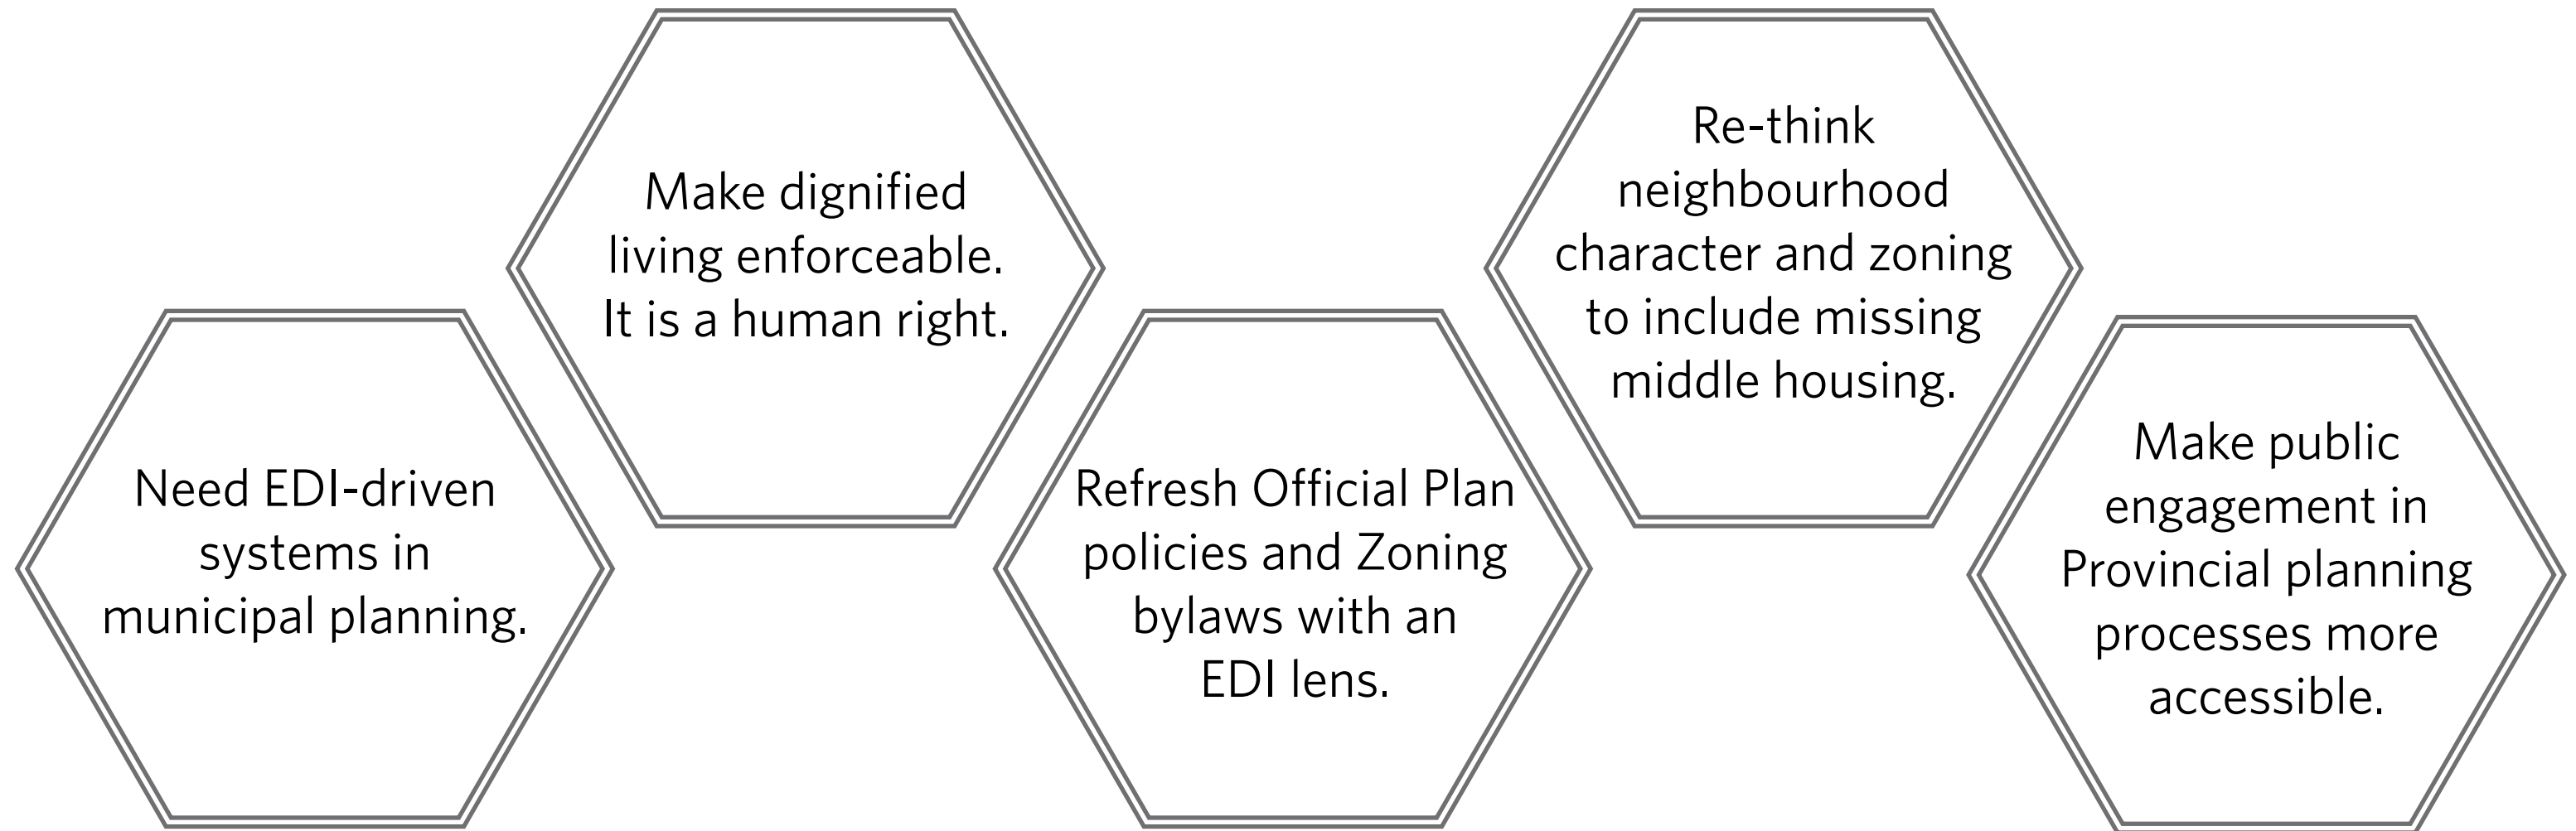 Need EDI-driven
systems in
municipal planning.
Make dignified
living enforceable.
It is a human right.
Refresh Official Plan
policies and Zoning
bylaws with an
EDI lens.
Re-think
neighbourhood
character and zoning
to include missing
middle housing.
Make public
engagement in
Provincial planning
processes more
accessible.